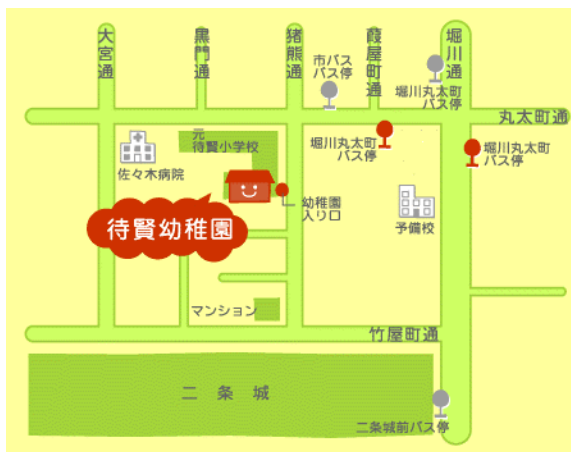 大宮通
黒門通
猪熊通
葭屋町通
堀川通
市バス
バス停
堀川丸太町
バス停
丸太町通
元
待賢小学校
堀川丸太町
バス停
堀川丸太町
バス停
佐々木病院
幼稚園
入り口
予備校
待賢幼稚園
マンション
竹屋町通
二条城
二条城前バス停